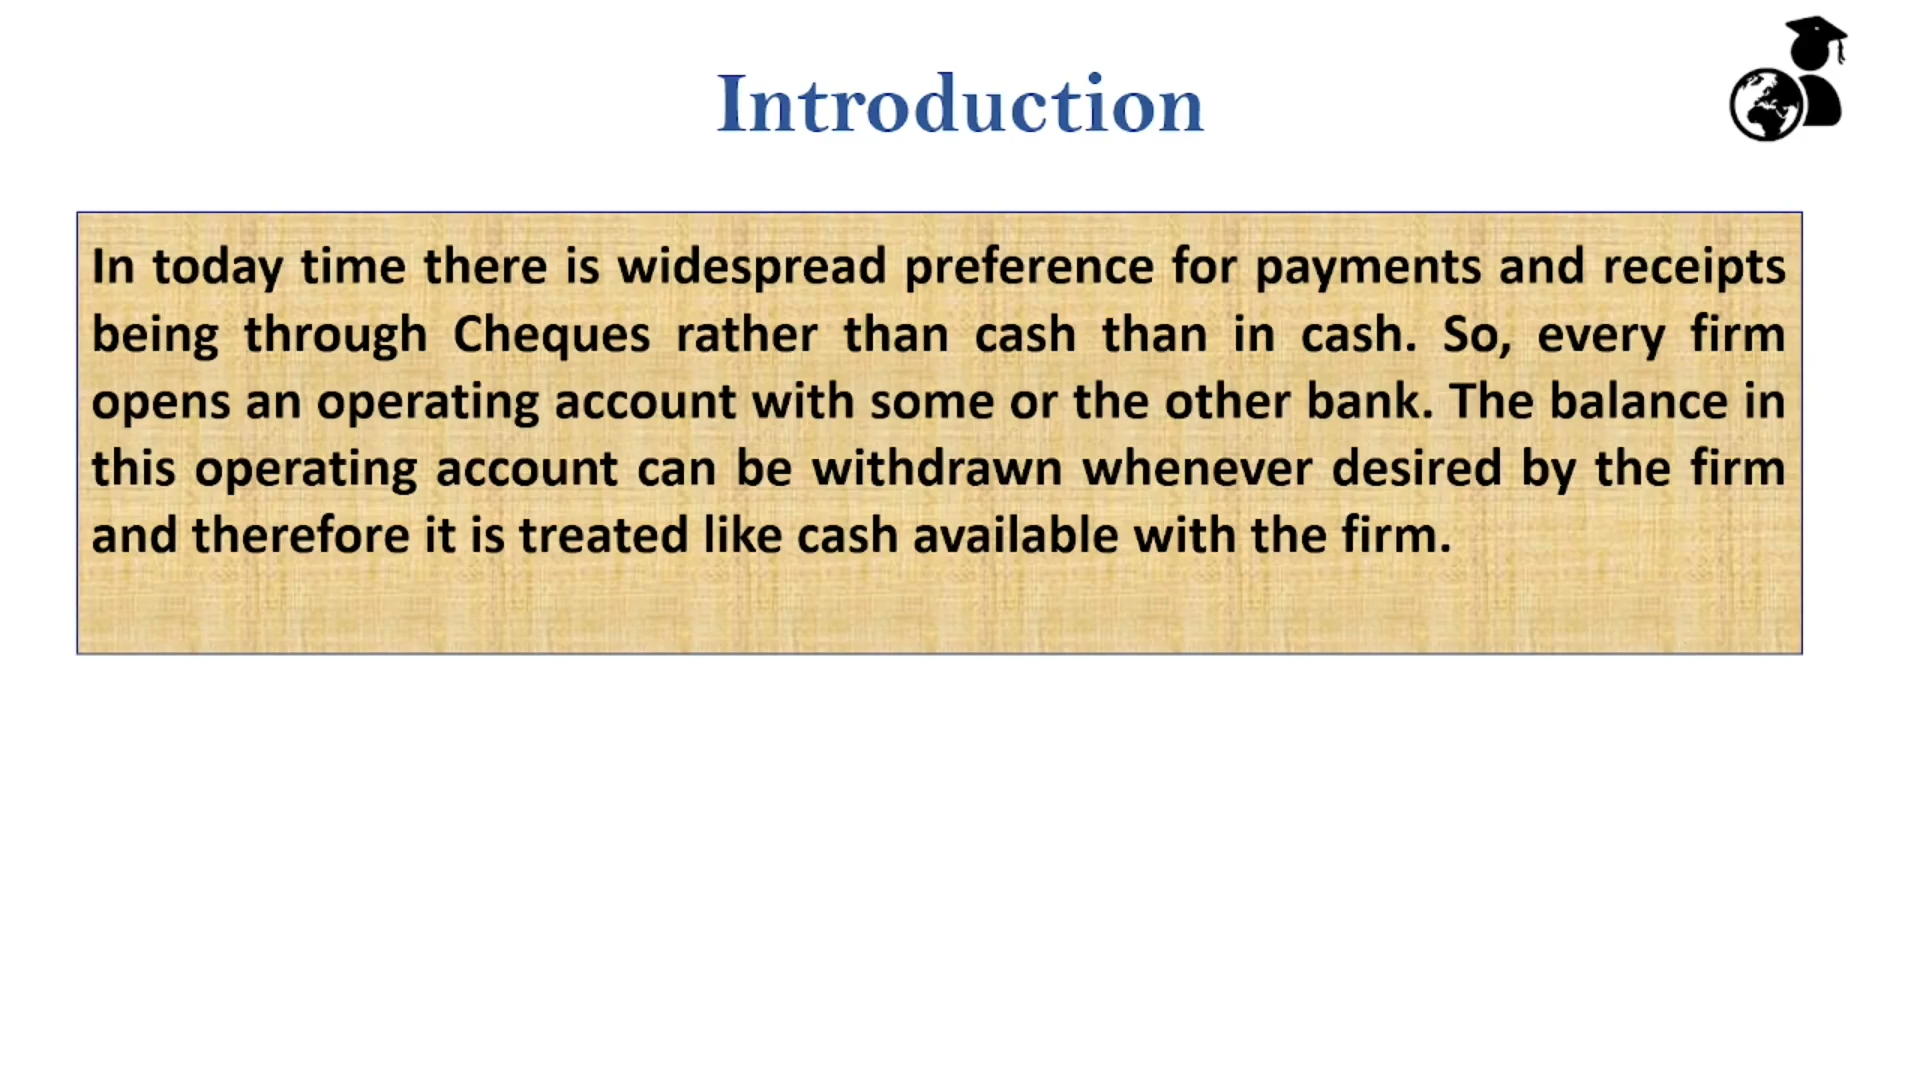 Introduction
In today time there is widespread preference for payments and receipts
being through Cheques rather than cash than in cash. So, every firm
opens an operating account with some or the other bank. The balance in
this operating account can be withdrawn whenever desired by the firm
and therefore it is treated like cash available with the firm.